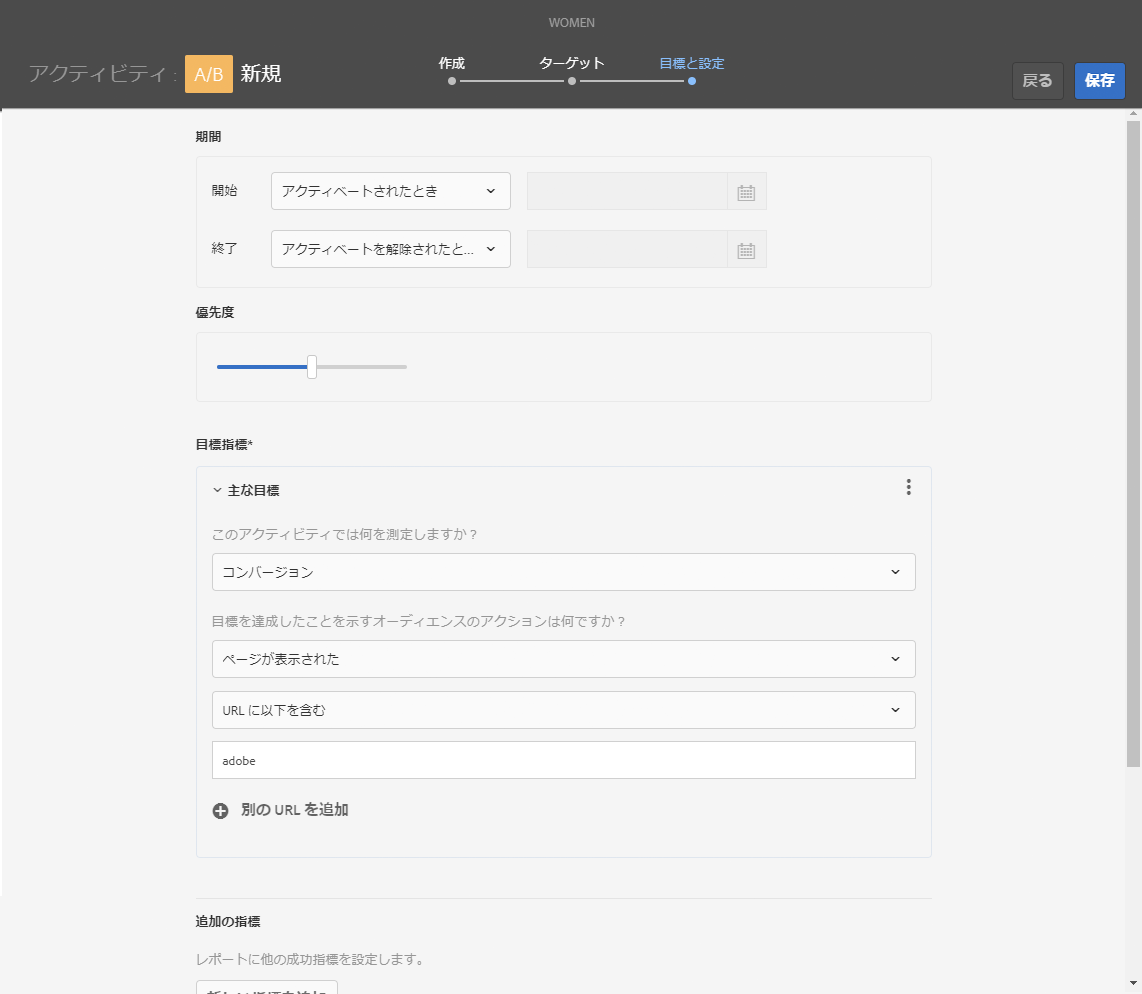 WOMEN
アクティビティ : A/B 新規
作成 ターゲット 目標と設定
戻る 保存
期間
開始 アクティベートされたとき
終了 アクティベートを解除されたと...
優先度
目標指標*
主な目標
このアクティビティでは何を測定しますか？
コンバージョン
目標を達成したことを示すオーディエンスのアクションは何ですか？
ページが表示された
URL に以下を含む
adobe
別の URL を追加
追加の指標
レポートに他の成功指標を設定します。